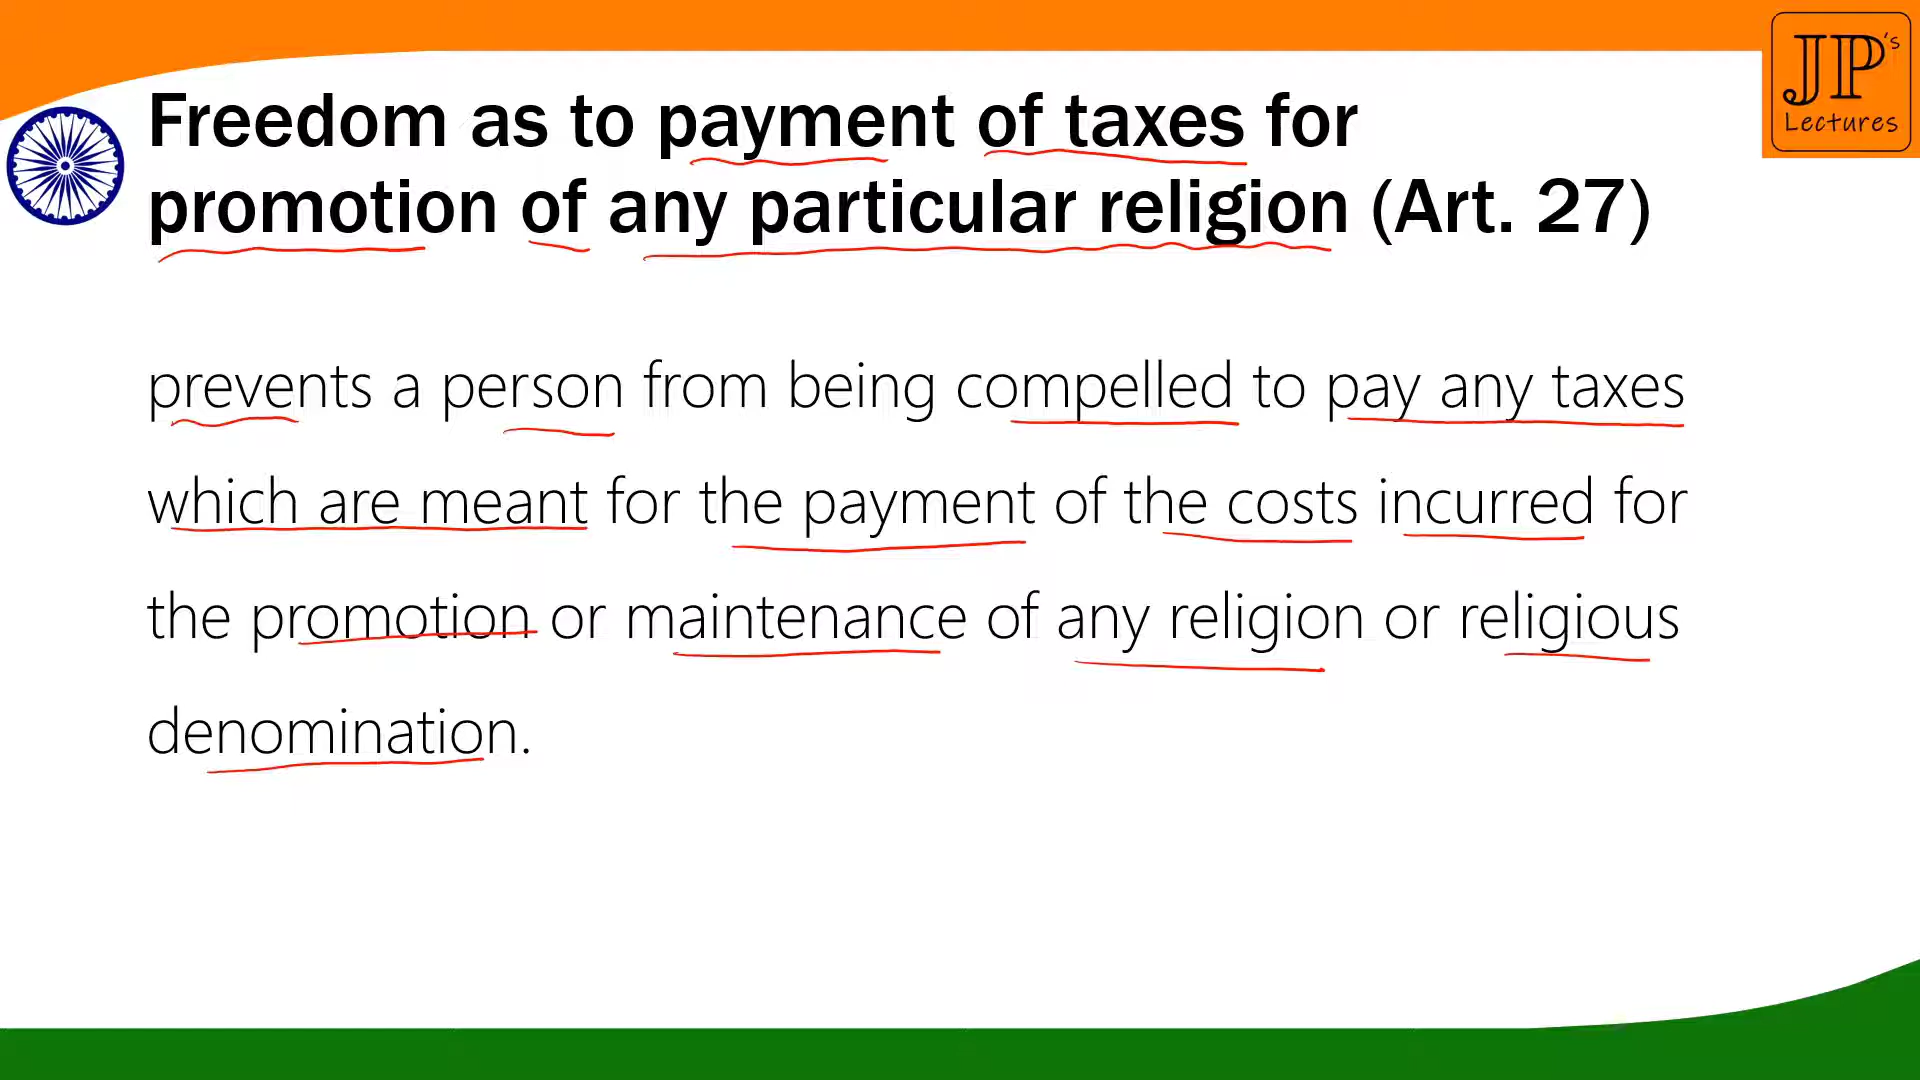 JP's
Lectures
Freedom as to payment of taxes for
promotion of any particular religion (Art. 27)
prevents a person from being compelled to pay any taxes
which are meant for the payment of the costs incurred for
the promotion or maintenance of any religion or religious
denomination.